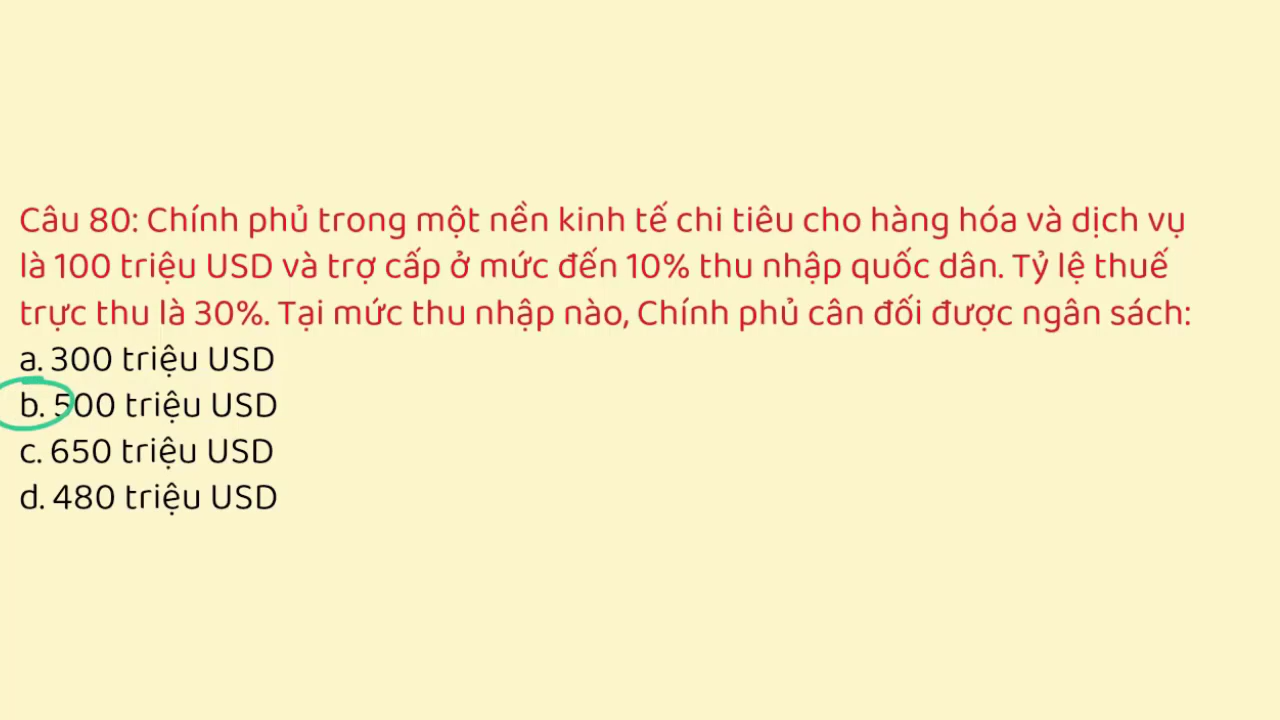 Câu 80: Chính phủ trong một nền kinh tế chi tiêu cho hàng hóa và dịch vụ
là 100 triệu USD và trợ cấp ở mức đến 10% thu nhập quốc dân. Tỷ lệ thuế
trực thu là 30%. Tại mức thu nhập nào, Chính phủ cân đối được ngân sách:
a. 300 triệu USD
b. 500 triệu USD
c. 650 triệu USD
d. 480 triệu USD